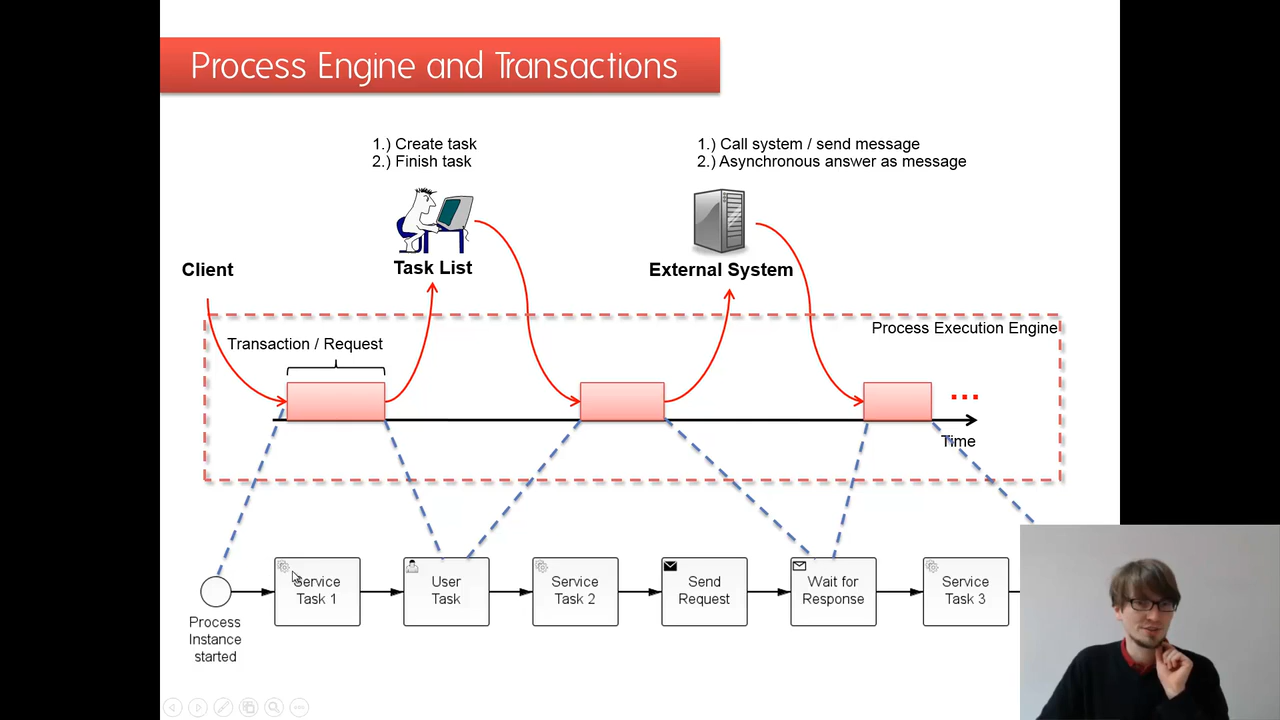 Process Engine and Transactions
1.) Create task
2.) Finish task
1.) Call system / send message
2.) Asynchronous answer as message
Client
Task List
External System
Process Execution Engine
Transaction / Request
...
Time
Service
Task 1
User
Task
Service
Task 2
Send
Request
Wait for
Response
Service
Task 3
Process
Instance
started